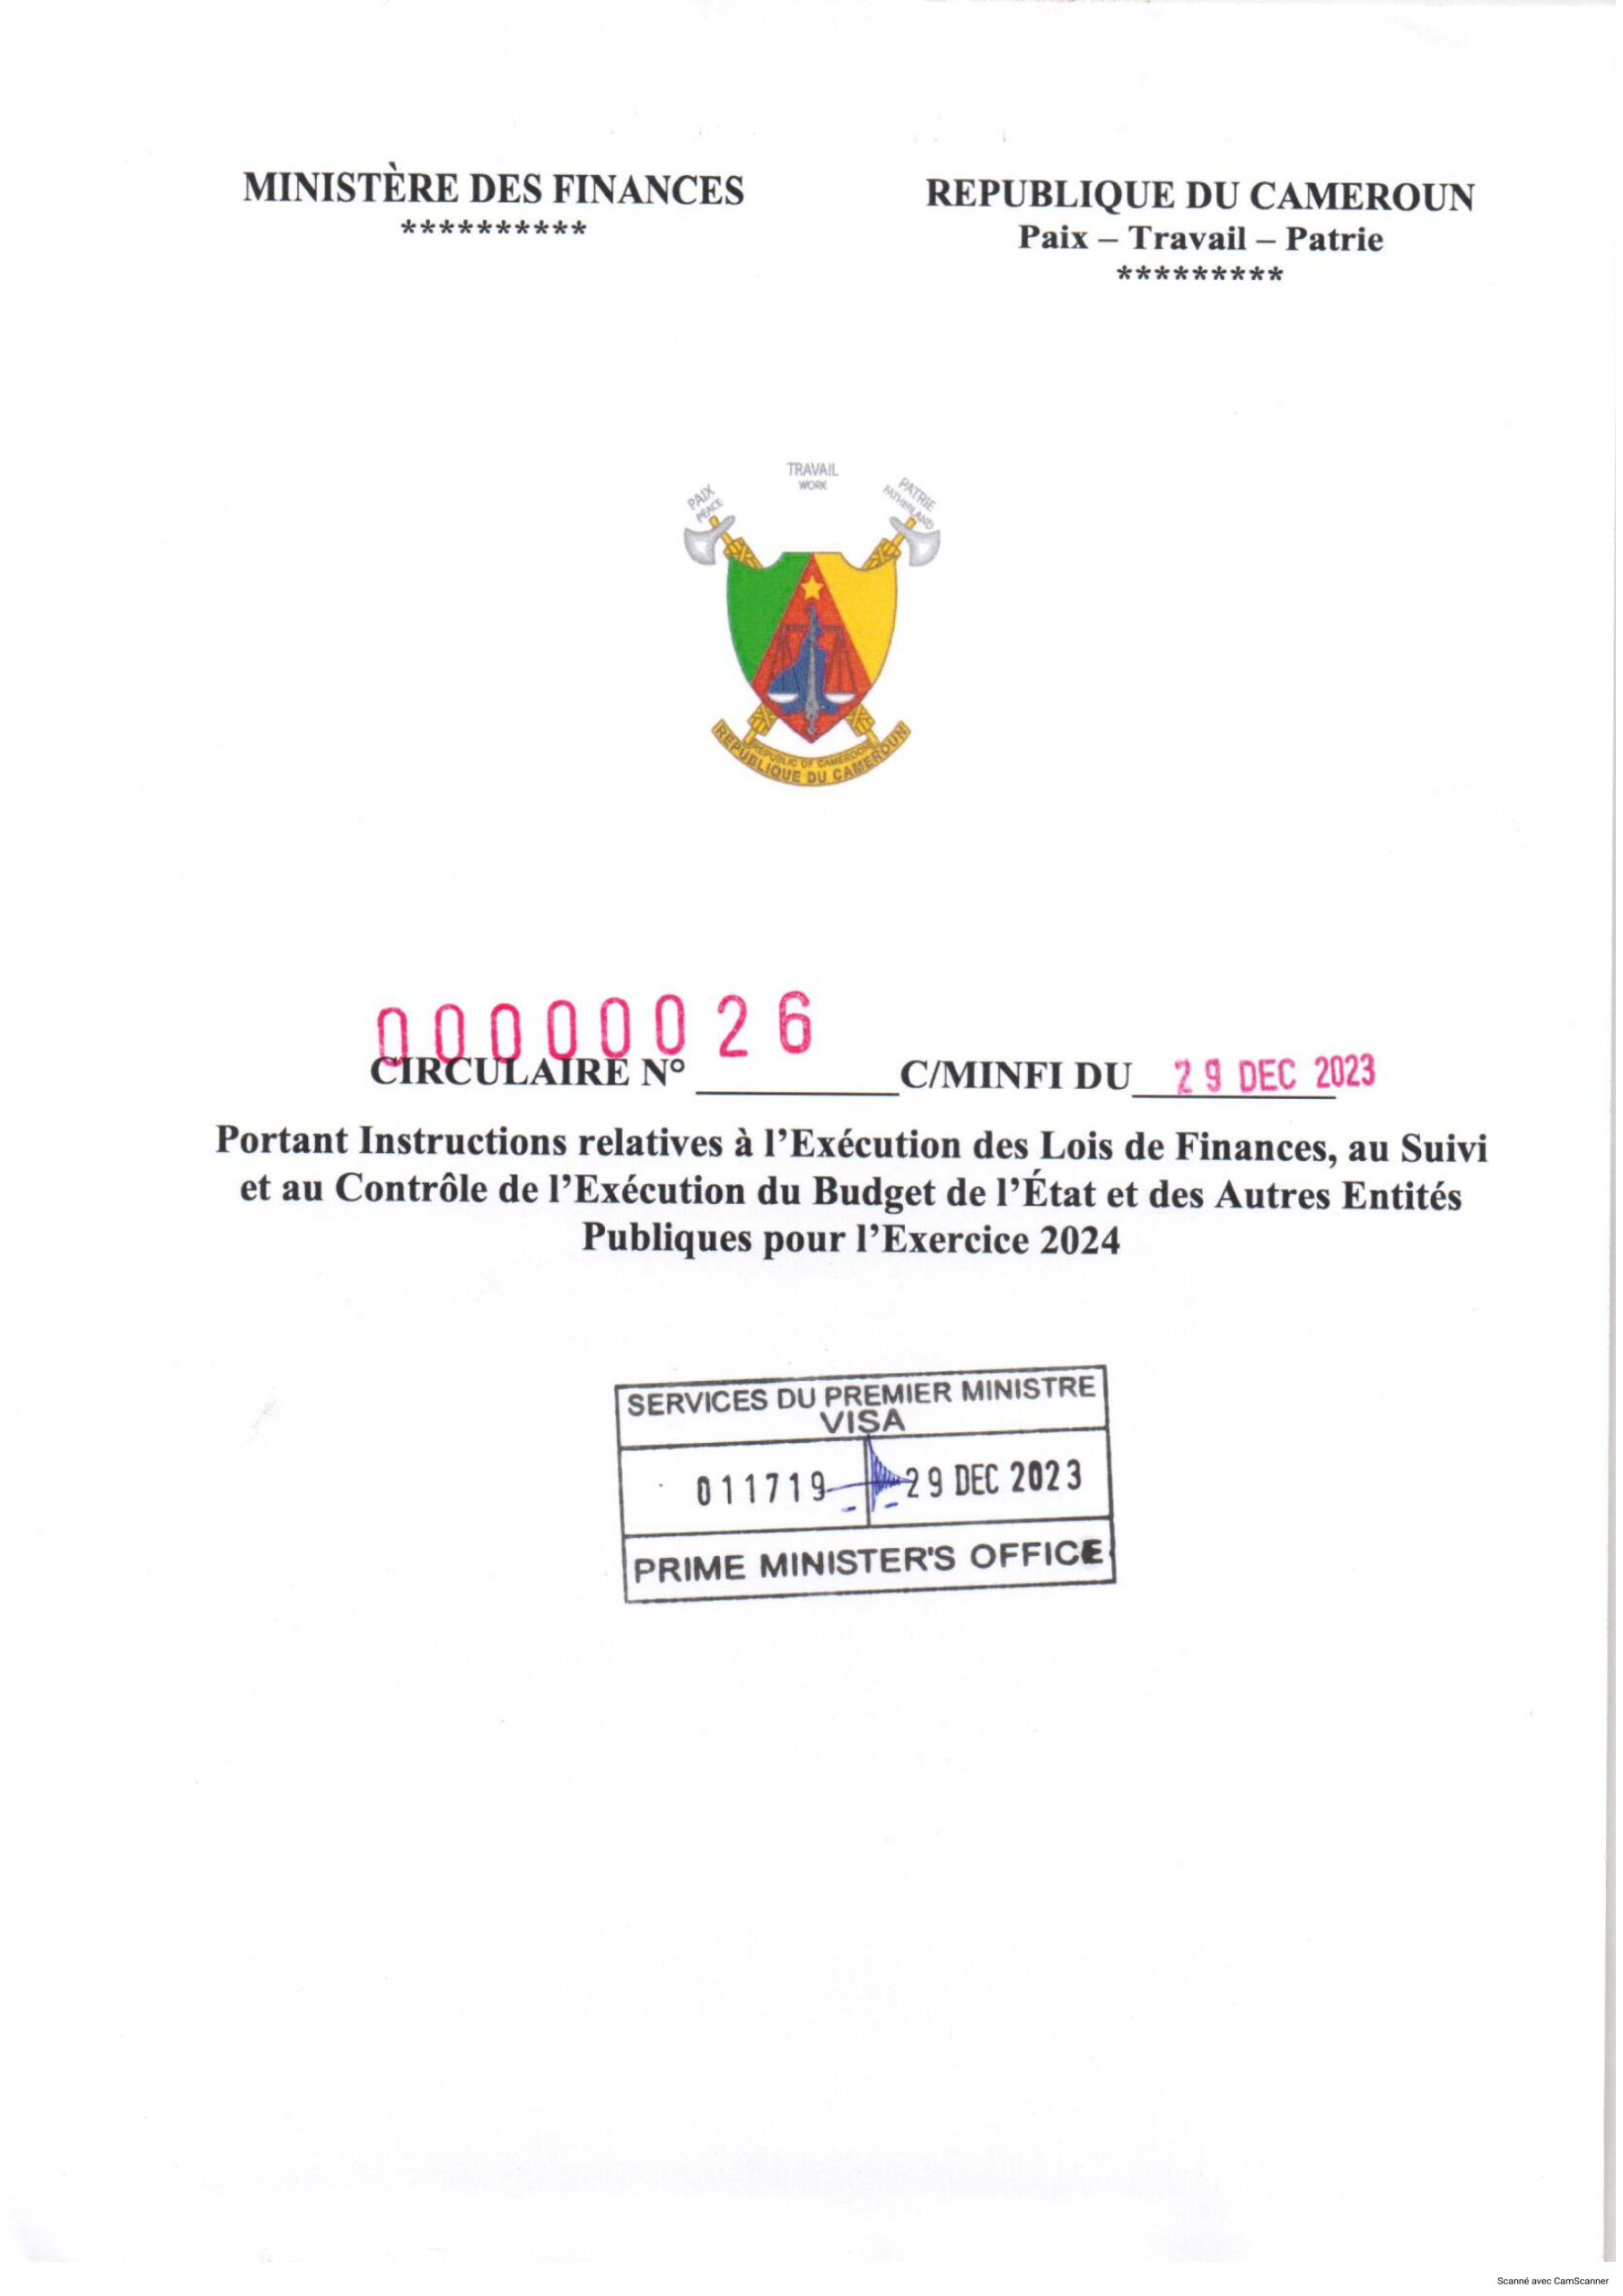 MINISTÈRE DES FINANCES
**********
REPUBLIQUE DU CAMEROUN
Paix – Travail – Patrie
*********
TRAVAIL
WORK
PAIX
PEACE
PATRIE
FATHERLAND
REPUBLIC OF CAMEROON
REPUBLIQUE DU CAMEROUN
00000026
CIRCULAIRE N° __________C/MINFI DU 29 DEC 2023
Portant Instructions relatives à l’Exécution des Lois de Finances, au Suivi
et au Contrôle de l’Exécution du Budget de l’État et des Autres Entités
Publiques pour l’Exercice 2024
SERVICES DU PREMIER MINISTRE
VISA
011719 29 DEC 2023
PRIME MINISTER'S OFFICE
Scanné avec CamScanner